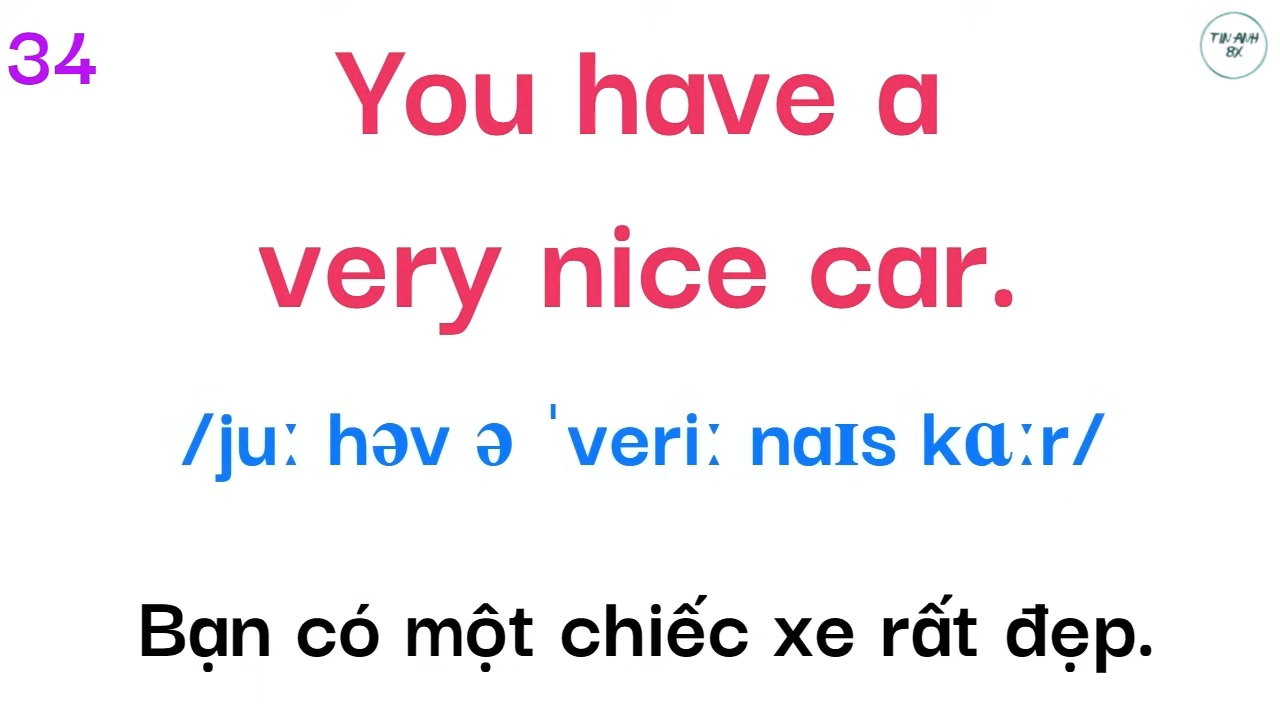 34
TIN ANH
8X
You have a
very nice car.
/juː həv ə ˈveriː naɪs kɑːr/
Bạn có một chiếc xe rất đẹp.